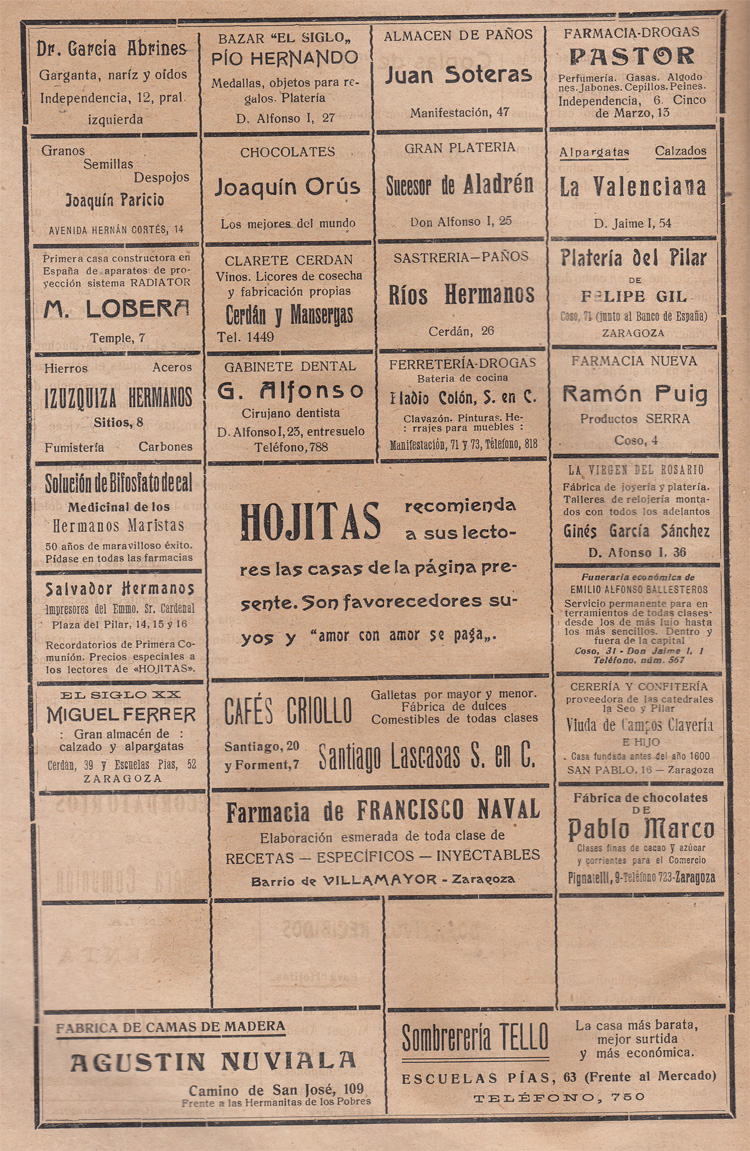 Dr. García Abrines
Garganta, naríz y oídos
Independencia, 12, pral.
izquierda
BAZAR "EL SIGLO„
PÍO HERNANDO
Medallas, objetos para re-
galos. Platería
D. Alfonso I, 27
ALMACEN DE PAÑOS
Juan Soteras
Manifestación, 47
FARMACIA-DROGAS
PASTOR
Perfumería. Gasas. Algodo
nes. Jabones. Cepillos. Peines.
Independencia, 6. Cinco
de Marzo, 13
Granos
Semillas
Despojos
Joaquín Paricio
AVENIDA HERNÁN CORTÉS, 14
CHOCOLATES
Joaquín Orús
Los mejores del mundo
GRAN PLATERIA
Sucesor de Aladrén
Don Alfonso I, 25
Alpargatas Calzados
La Valenciana
D. Jaime I, 54
Primera casa constructora en
España de aparatos de pro-
yección sistema RADIATOR
M. LOBERA
Temple, 7
CLARETE CERDAN
Vinos. Licores de cosecha
y fabricación propias
Cerdán y Mansergas
Tel. 1449
SASTRERIA—PAÑOS
Ríos Hermanos
Cerdán, 26
Platería del Pilar
DE
FELIPE GIL
Coso, 71 (junto al Banco de España)
ZARAGOZA
Hierros Aceros
IZUZQUIZA HERMANOS
Sitios, 8
Fumistería Carbones
GABINETE DENTAL
G. Alfonso
Cirujano dentista
D. Alfonso I, 23, entresuelo
Teléfono, 788
FERRETERÍA-DROGAS
Bateria de cocina
Eladio Colón, S. en C.
Clavazón. Pinturas. He-
: rrajes para muebles :
Manifestación, 71 y 73, Téléfono, 818
FARMACIA NUEVA
Ramón Puig
Productos SERRA
Coso, 4
Solución de Bifosfato de cal
Medicinal de los
Hermanos Maristas
50 años de maravilloso éxito.
Pídase en todas las farmacias
HOJITAS recomienda
a sus lecto-
res las casas de la página pre-
sente. Son favorecedores su-
yos y "amor con amor se paga„.
LA VIRGEN DEL ROSARIO
Fábrica de joyería y platería.
Talleres de relojería monta-
dos con todos los adelantos
Ginés García Sánchez
D. Afonso I. 36
Salvador Hermanos
Impresores del Emmo. Sr. Cardenal
Plaza del Pilar, 14, 15 y 16
Recordatorios de Primera Co-
munión. Precios especiales a
los lectores de «HOJITAS».
Funeraria económica de
EMILIO ALFONSO BALLESTEROS
Servicio permanente para en
terramientos de todas clases-
desde los de más lujo hasta
los más sencillos. Dentro y
fuera de la capital
Coso, 31 - Don Jaime I, 1
Teléfono. núm. 567
EL SIGLO XX
MIGUEL FERRER
: Gran almacén de :
calzado y alpargatas
Cerdán, 39 y Escuelas Pias, 52
ZARAGOZA
CAFÉS CRIOLLO
Galletas por mayor y menor.
Fábrica de dulces
Comestibles de todas clases
Santiago, 20
y Forment, 7
Santiago Lascasas S. en C.
CERERÍA Y CONFITERÍA
proveedora de las catedrales
la Seo y Pilar
Viuda de Campos Clavería
E HIJO
. Casa fundada antes del año 1600
SAN PABLO, 16 — Zaragoza
Farmacia de FRANCISCO NAVAL
Elaboración esmerada de toda clase de
RECETAS — ESPECÍFICOS — INYECTABLES
Barrio de VILLAMAYOR - Zaragoza
Fábrica de chocolates
DE
Pablo Marco
Clases finas de cacao y azúcar
y corrientes para el Comercio
Pignatelli, 9-Teléfono 723-Zaragoza
FABRICA DE CAMAS DE MADERA
AGUSTIN NUVIALA
Camino de San José, 109
Frente a las Hermanitas de los Pobres
Sombrerería TELLO
La casa más barata,
mejor surtida
y más económica.
ESCUELAS PÍAS, 63 (Frente al Mercado)
TELÉFONO, 750